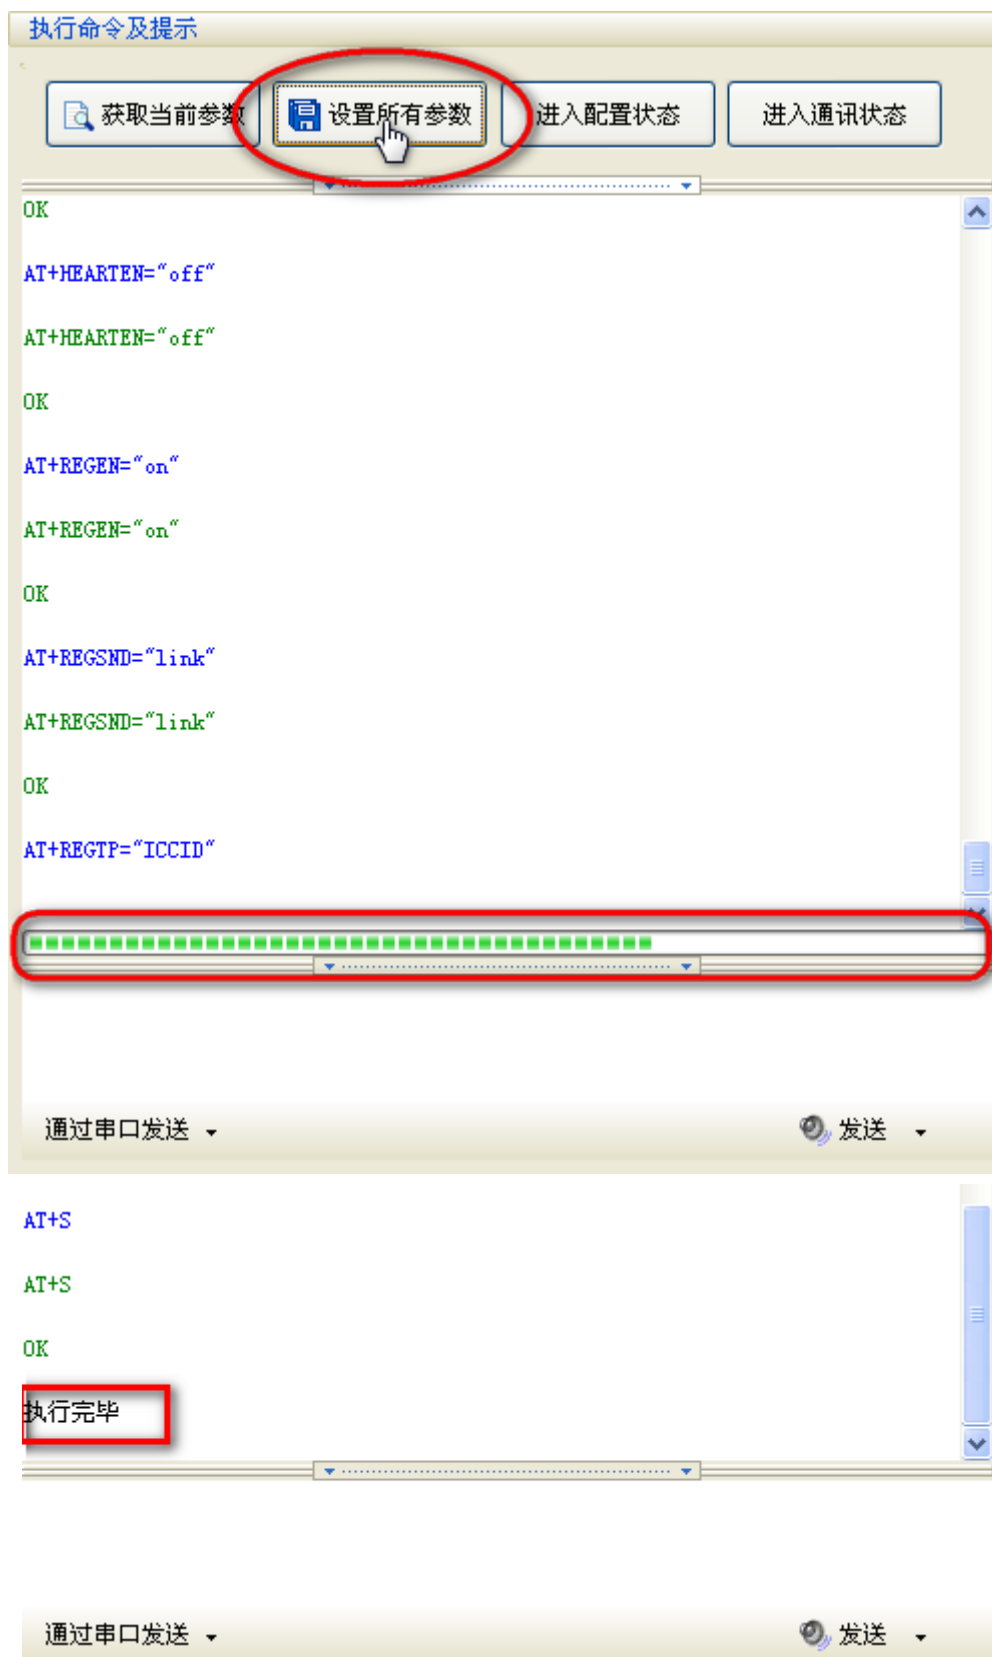 执行命令及提示
获取当前参数 设置所有参数 进入配置状态 进入通讯状态
OK
AT+HEARTEN="off"
AT+HEARTEN="off"
OK
AT+REGEN="on"
AT+REGEN="on"
OK
AT+REGSND="link"
AT+REGSND="link"
OK
AT+REGTP="ICCID"
通过串口发送 发送
AT+S
AT+S
OK
执行完毕
通过串口发送 发送